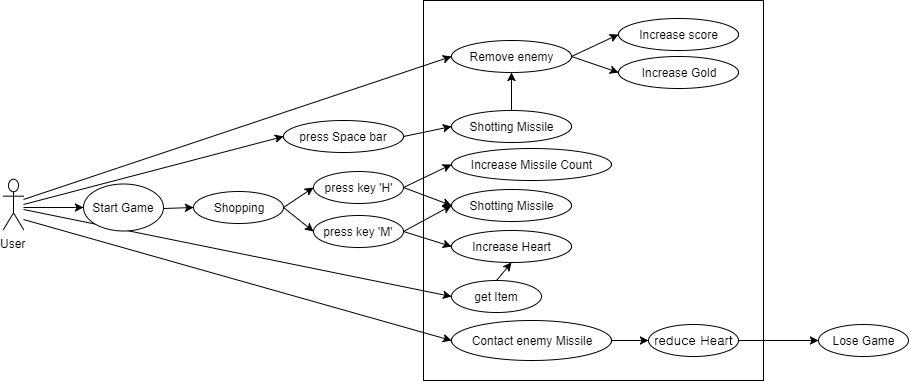 Increase score
Remove enemy
Increase Gold
press Space bar
Shotting Missile
Increase Missile Count
press key 'H'
Start Game
Shopping
Shotting Missile
press key 'M'
User
Increase Heart
get Item
Contact enemy Missile
reduce Heart
Lose Game